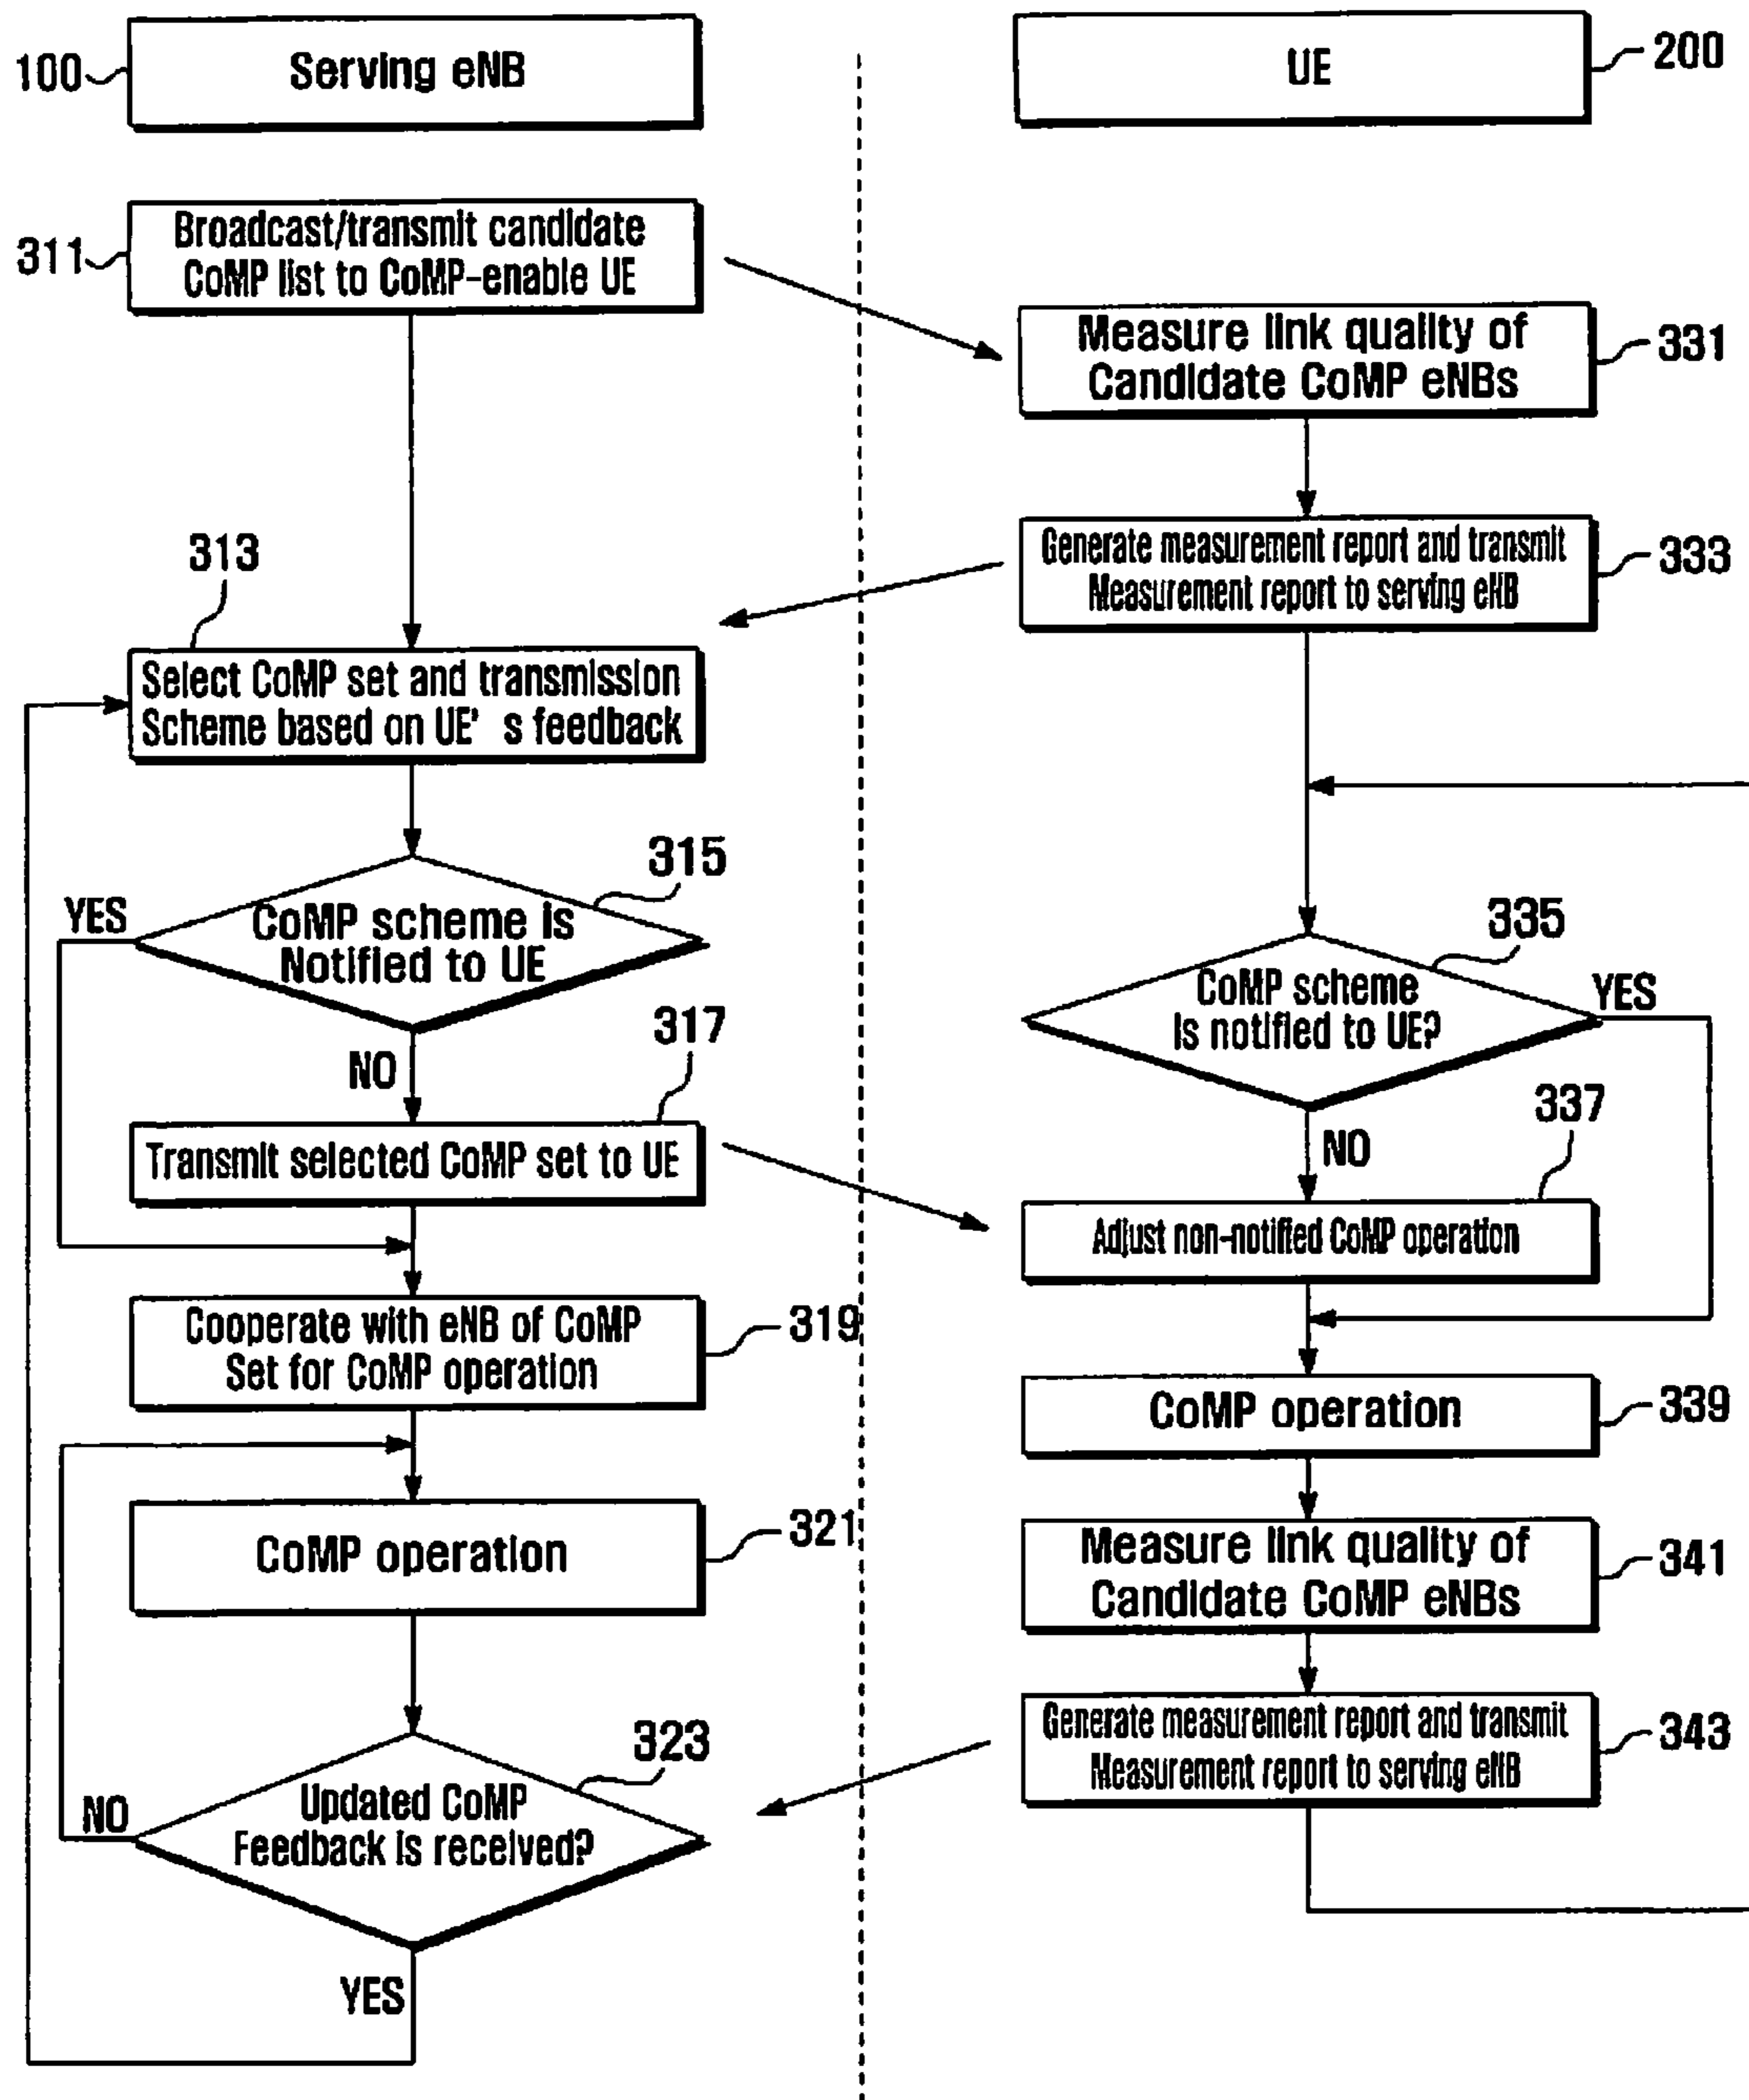 100
Serving eNB
311
Broadcast/transmit candidate
CoMP list to CoMP-enable UE
313
Select CoMP set and transmission
Scheme based on UE' s feedback
315
YES
CoMP scheme is
Notified to UE
NO
317
Transmit selected CoMP set to UE
Cooperate with eNB of CoMP
Set for CoMP operation
319
CoMP operation
321
323
NO
Updated CoMP
Feedback is received?
YES
UE
200
Measure link quality of
Candidate CoMP eNBs
331
Generate measurement report and transmit
Measurement report to serving eNB
333
335
CoMP scheme
is notified to UE?
YES
NO
337
Adjust non-notified CoMP operation
CoMP operation
339
Measure link quality of
Candidate CoMP eNBs
341
Generate measurement report and transmit
Measurement report to serving eNB
343